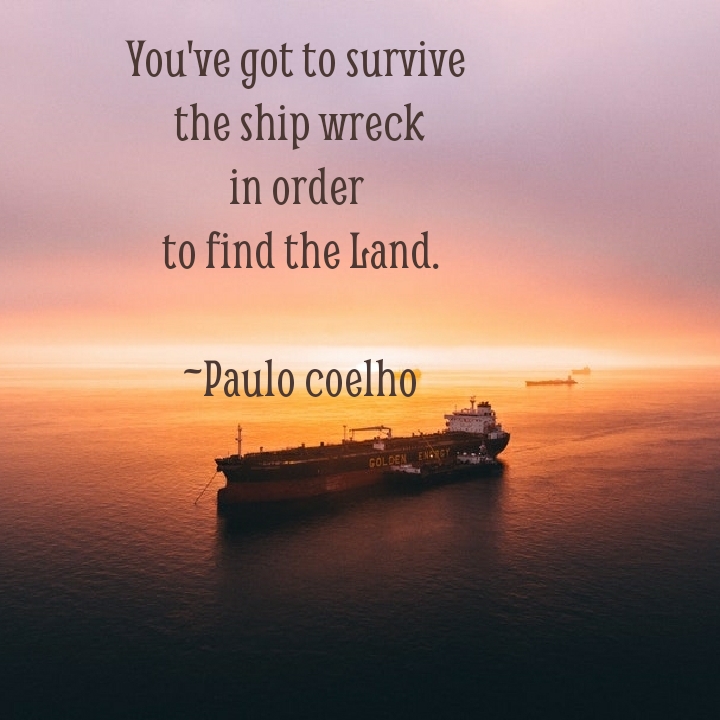 You've got to survive
the ship wreck
in order
to find the Land.
~Paulo coelho
GOLDEN ENERGY